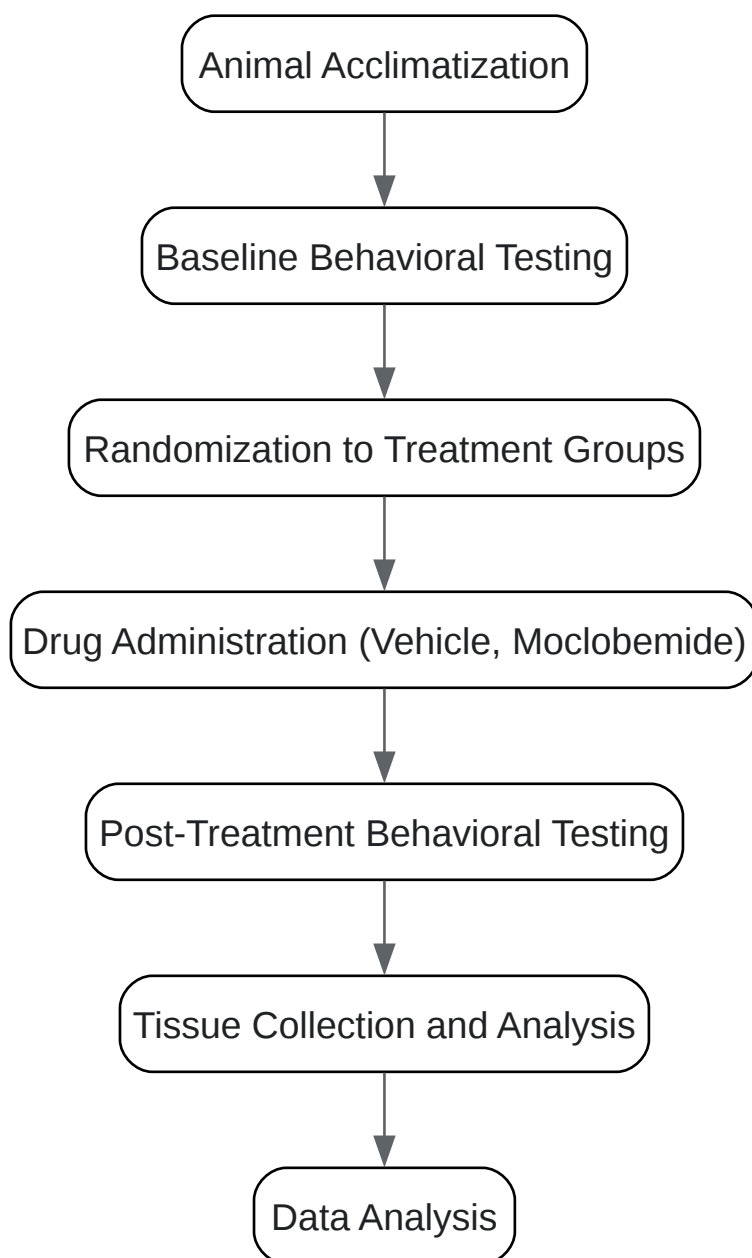 Animal Acclimatization
Baseline Behavioral Testing
Randomization to Treatment Groups
Drug Administration (Vehicle, Moclobemide)
Post-Treatment Behavioral Testing
Tissue Collection and Analysis
Data Analysis